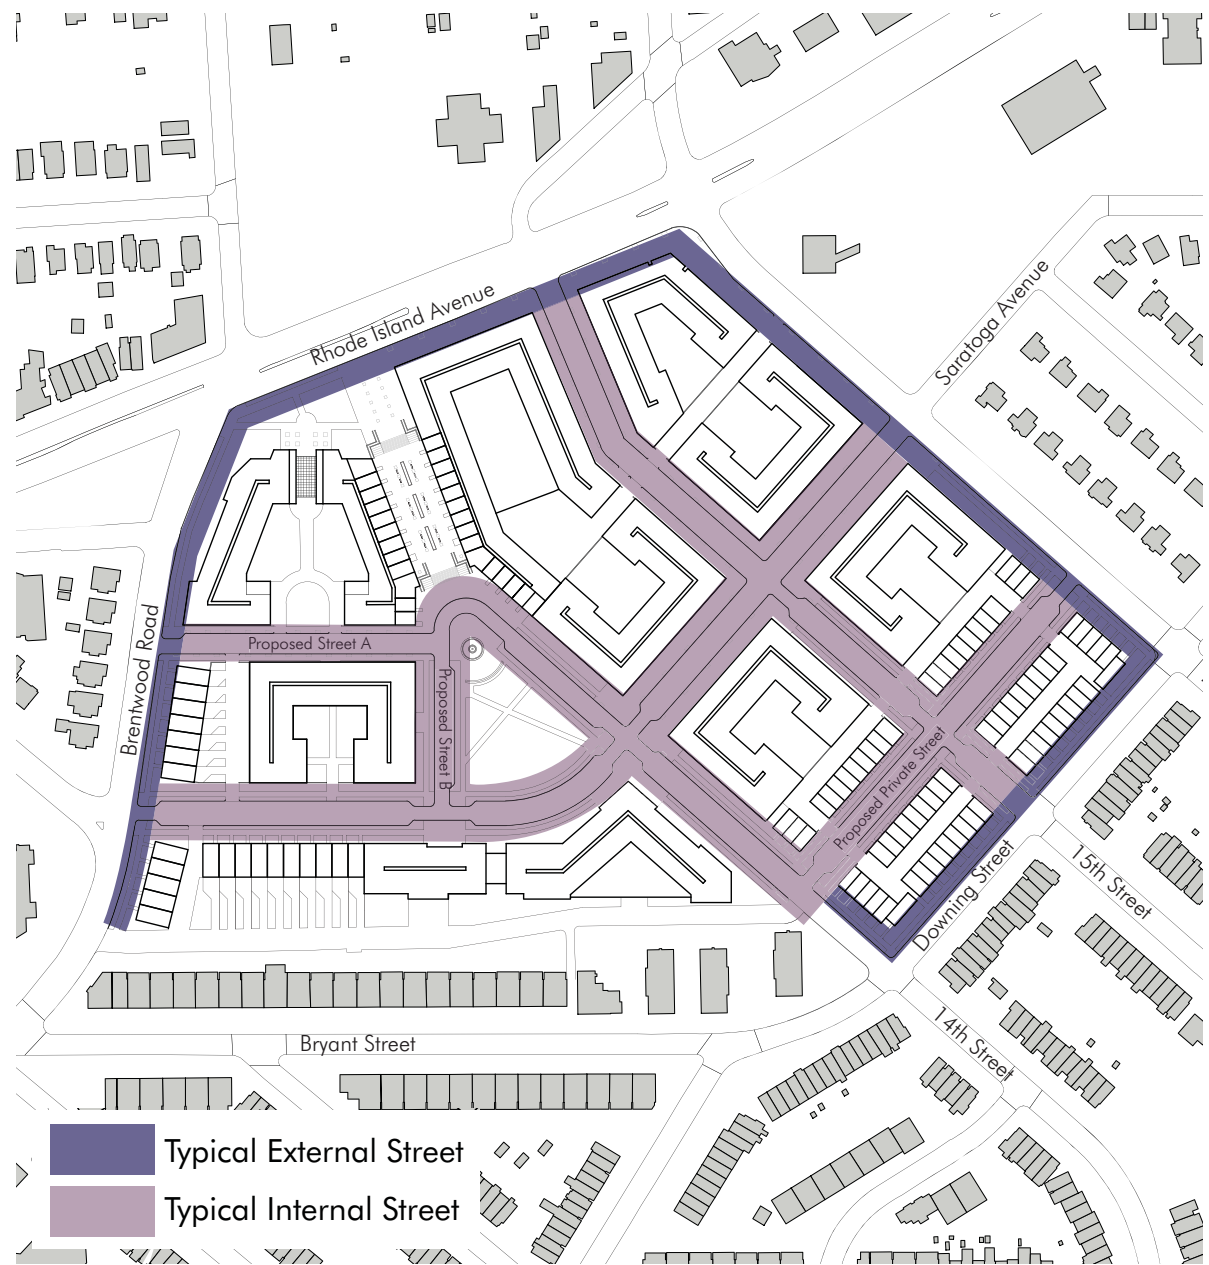 Saratoga Avenue
Rhode Island Avenue
Brentwood Road
Proposed Street A
Proposed Street B
Proposed Private Street
Downing Street
15th Street
14th Street
Bryant Street
Typical External Street
Typical Internal Street